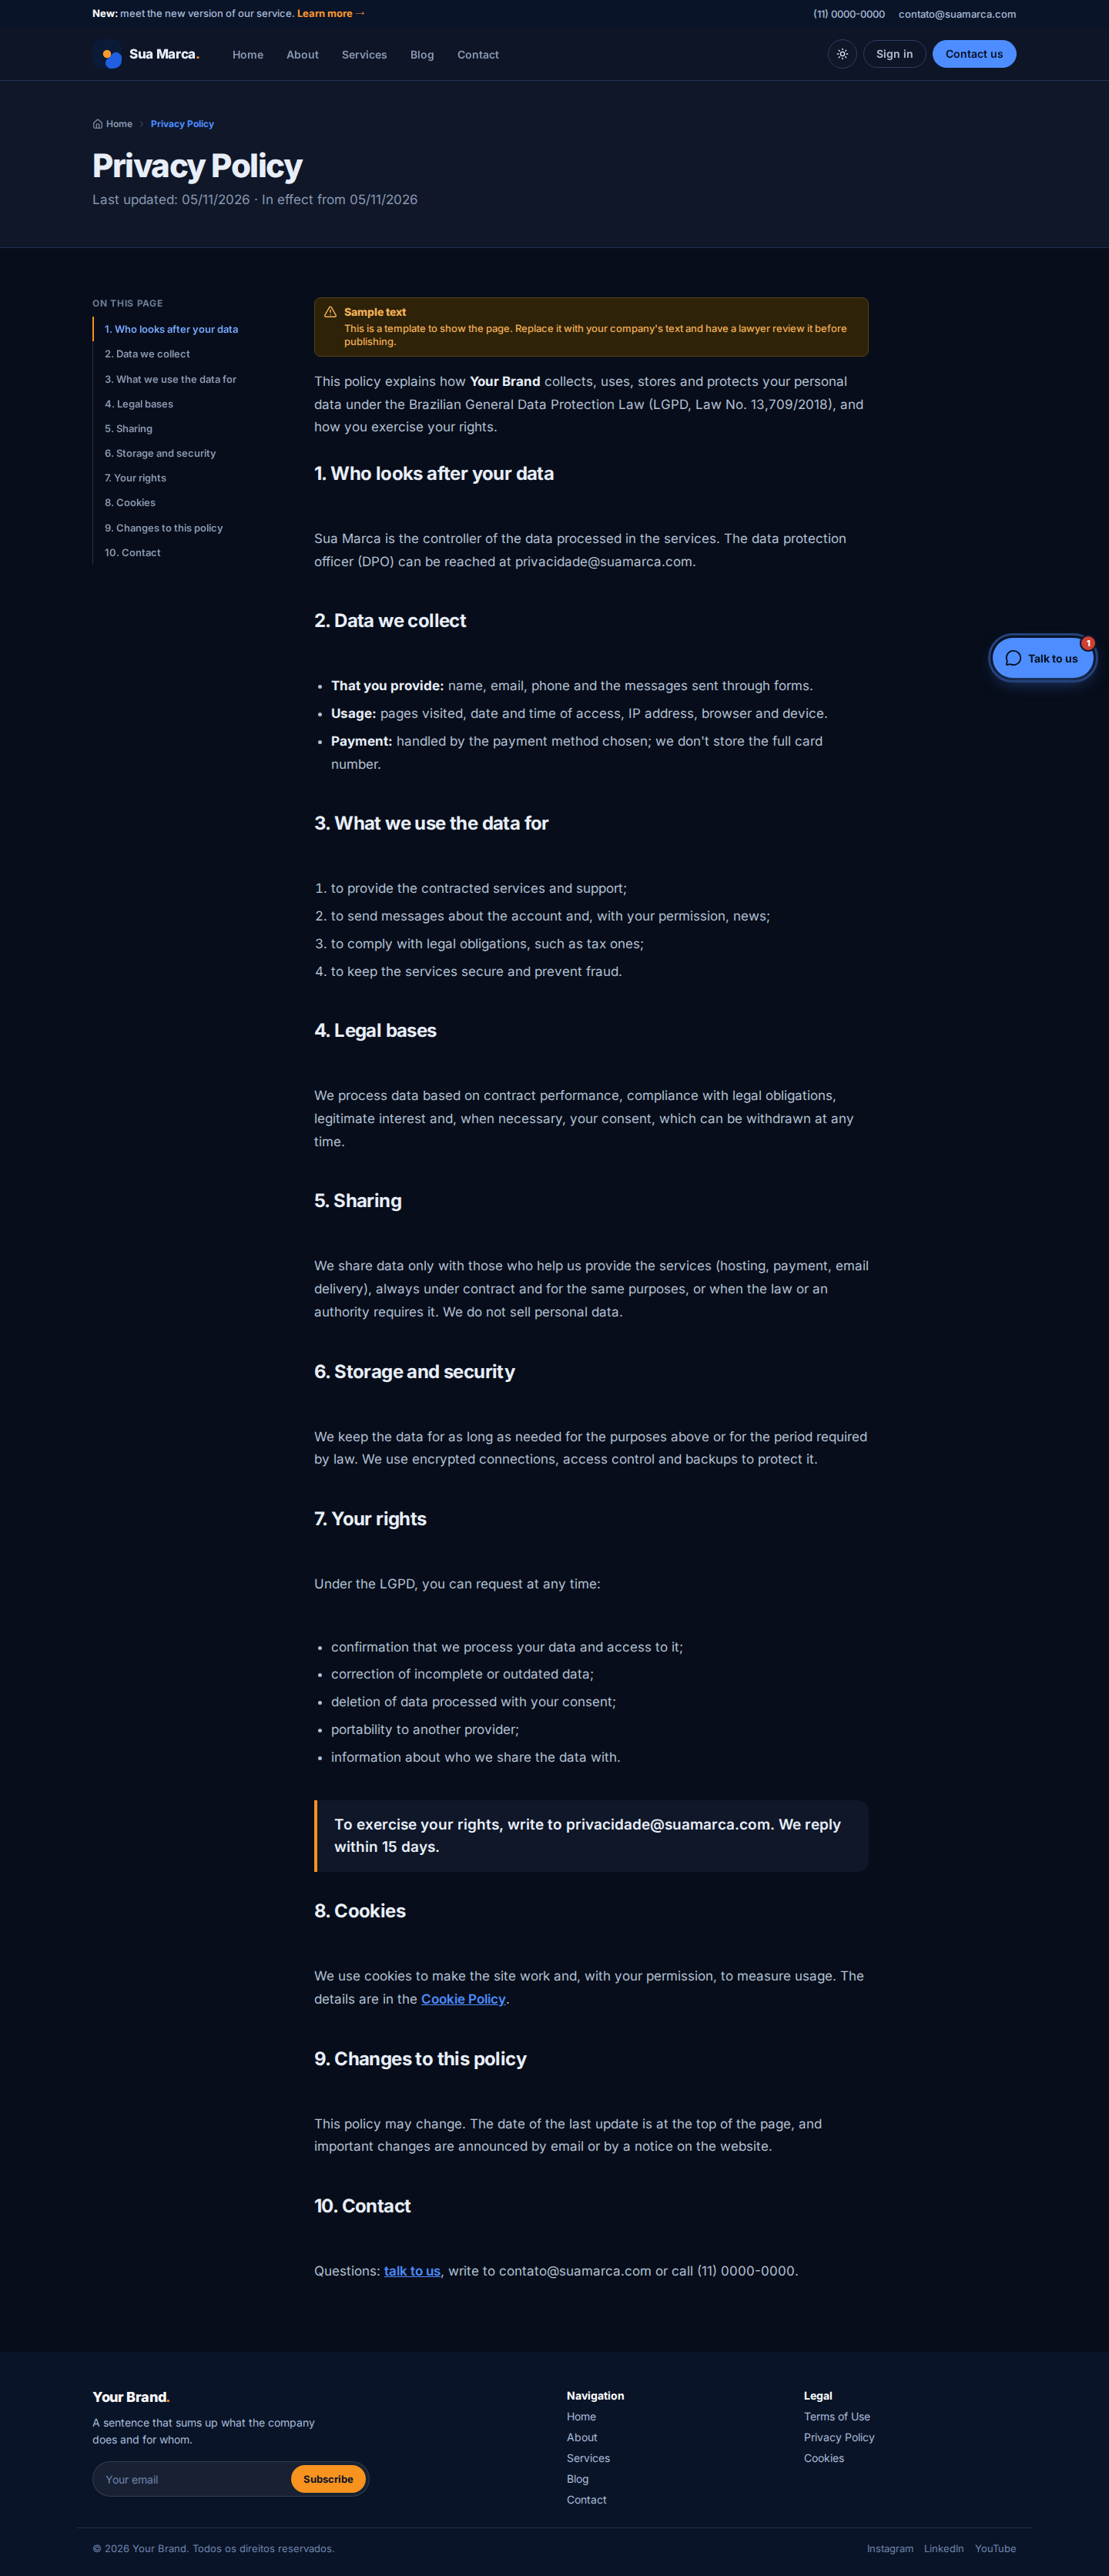 New: meet the new version of our service. Learn more →
(11) 0000-0000 contato@suamarca.com
Sua Marca.
Home About Services Blog Contact
Sign in Contact us
Home > Privacy Policy
Privacy Policy
Last updated: 05/11/2026 · In effect from 05/11/2026
ON THIS PAGE
1. Who looks after your data
2. Data we collect
3. What we use the data for
4. Legal bases
5. Sharing
6. Storage and security
7. Your rights
8. Cookies
9. Changes to this policy
10. Contact
Sample text
This is a template to show the page. Replace it with your company's text and have a lawyer review it before
publishing.
This policy explains how Your Brand collects, uses, stores and protects your personal
data under the Brazilian General Data Protection Law (LGPD, Law No. 13,709/2018), and
how you exercise your rights.
1. Who looks after your data
Sua Marca is the controller of the data processed in the services. The data protection
officer (DPO) can be reached at privacidade@suamarca.com.
2. Data we collect
• That you provide: name, email, phone and the messages sent through forms.
• Usage: pages visited, date and time of access, IP address, browser and device.
• Payment: handled by the payment method chosen; we don't store the full card
number.
1
Talk to us
3. What we use the data for
1. to provide the contracted services and support;
2. to send messages about the account and, with your permission, news;
3. to comply with legal obligations, such as tax ones;
4. to keep the services secure and prevent fraud.
4. Legal bases
We process data based on contract performance, compliance with legal obligations,
legitimate interest and, when necessary, your consent, which can be withdrawn at any
time.
5. Sharing
We share data only with those who help us provide the services (hosting, payment, email
delivery), always under contract and for the same purposes, or when the law or an
authority requires it. We do not sell personal data.
6. Storage and security
We keep the data for as long as needed for the purposes above or for the period required
by law. We use encrypted connections, access control and backups to protect it.
7. Your rights
Under the LGPD, you can request at any time:
• confirmation that we process your data and access to it;
• correction of incomplete or outdated data;
• deletion of data processed with your consent;
• portability to another provider;
• information about who we share the data with.
To exercise your rights, write to privacidade@suamarca.com. We reply
within 15 days.
8. Cookies
We use cookies to make the site work and, with your permission, to measure usage. The
details are in the Cookie Policy.
9. Changes to this policy
This policy may change. The date of the last update is at the top of the page, and
important changes are announced by email or by a notice on the website.
10. Contact
Questions: talk to us, write to contato@suamarca.com or call (11) 0000-0000.
Your Brand.
A sentence that sums up what the company
does and for whom.
Your email Subscribe
Navigation
Home
About
Services
Blog
Contact
Legal
Terms of Use
Privacy Policy
Cookies
© 2026 Your Brand. Todos os direitos reservados.
Instagram LinkedIn YouTube